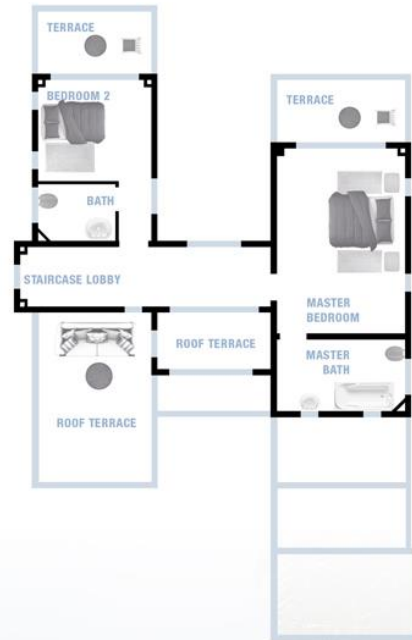 TERRACE
BEDROOM 2
TERRACE
BATH
STAIRCASE LOBBY
MASTER
BEDROOM
ROOF TERRACE
MASTER
BATH
ROOF TERRACE